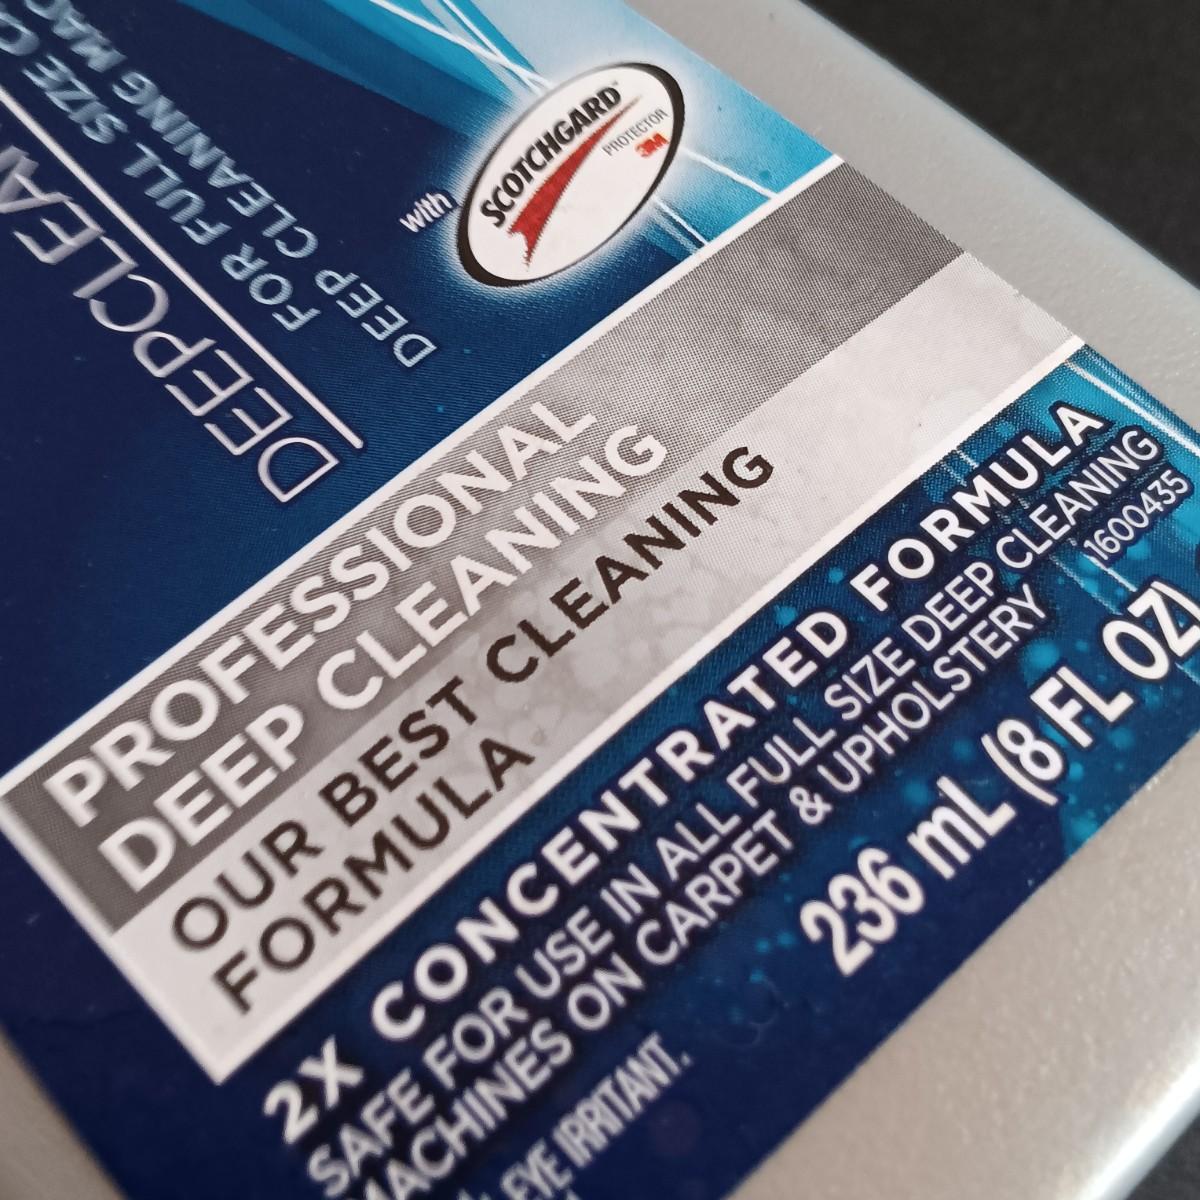 DEEPCLEAN
FOR FULL SIZE
DEEP CLEANING
with
SCOTCHGARD™
PROTECTOR
3M
PROFESSIONAL
DEEP CLEANING
OUR BEST CLEANING
FORMULA
2X CONCENTRATED FORMULA
SAFE FOR USE IN ALL FULL SIZE DEEP CLEANING
MACHINES ON CARPET & UPHOLSTERY
1600435
236 mL (8 FL OZ)
EYE IRRITANT.